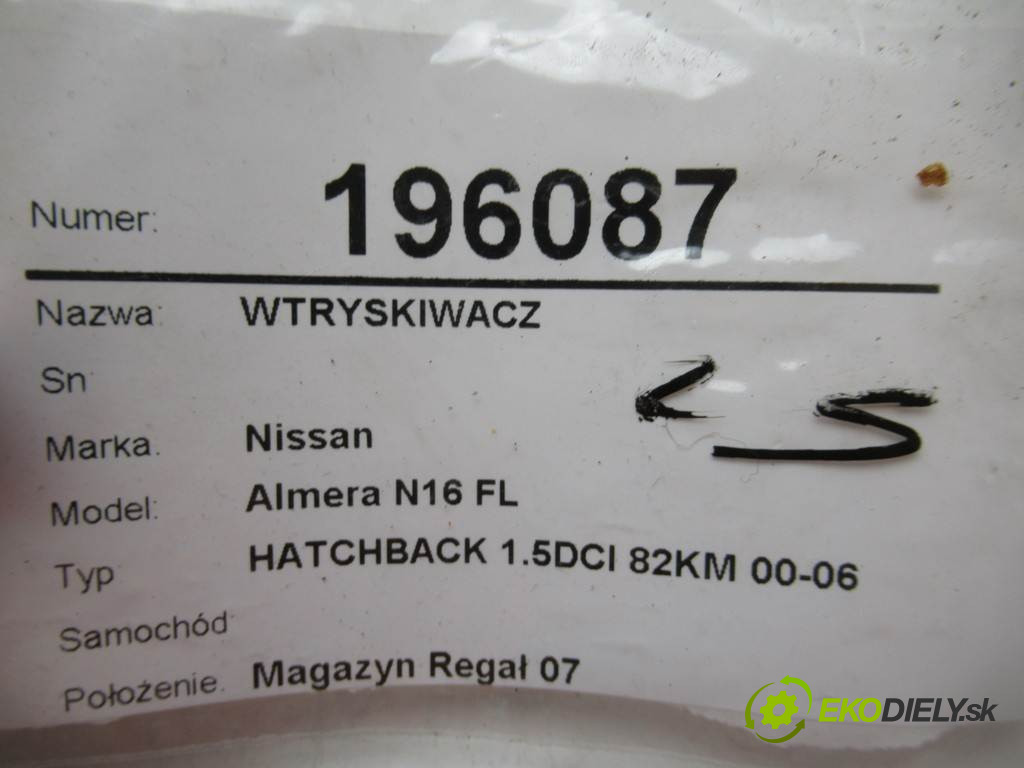 Numer: 196087
Nazwa: WTRYSKIWACZ
Sn
Marka. Nissan
Model: Almera N16 FL
Typ HATCHBACK 1.5DCI 82KM 00-06
Samochód
Położenie. Magazyn Regał 07
EKODIELY.sk